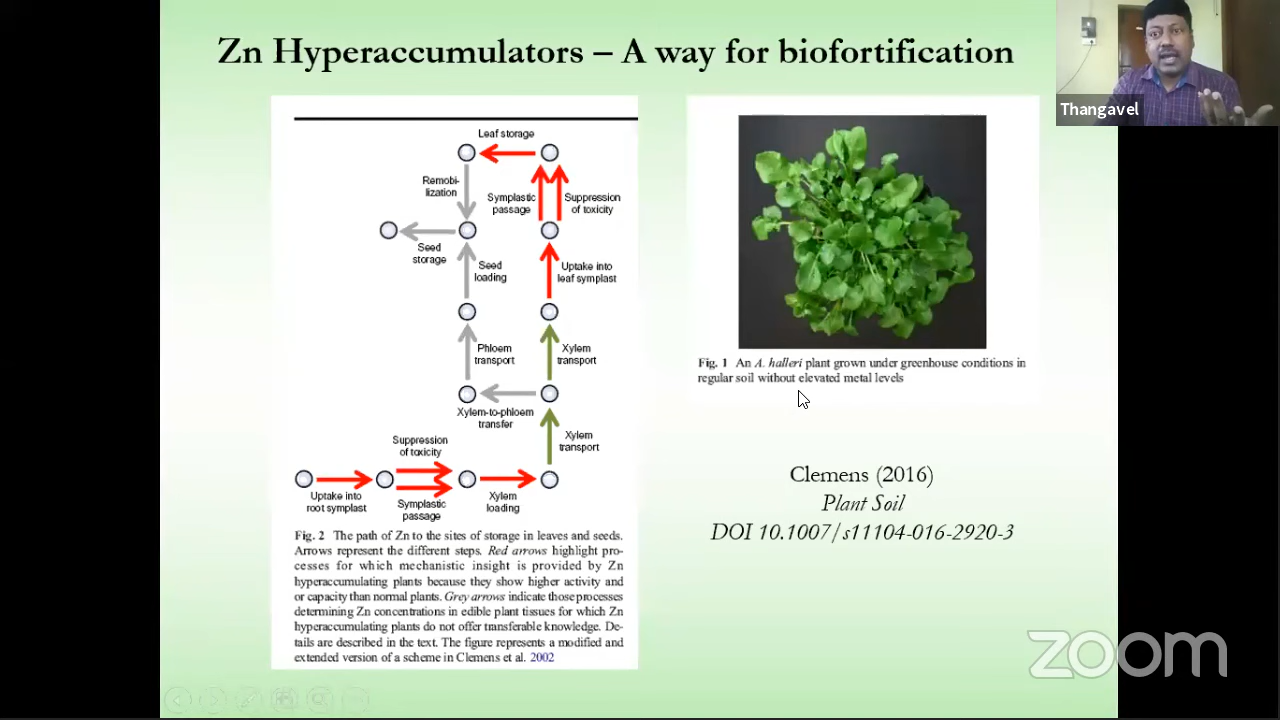 Zn Hyperaccumulators – A way for biofortification
Thangavel
Leaf storage
Remobi-
lization
Symplastic
passage
Suppression
of toxicity
Seed
storage
Seed
loading
Uptake into
leaf symplast
Phloem
transport
Xylem
transport
Xylem-to-phloem
transfer
Xylem
transport
Suppression
of toxicity
Uptake into
root symplast
Symplastic
passage
Xylem
loading
Fig. 2 The path of Zn to the sites of storage in leaves and seeds.
Arrows represent the different steps. Red arrows highlight pro-
cesses for which mechanistic insight is provided by Zn
hyperaccumulating plants because they show higher activity and
or capacity than normal plants. Grey arrows indicate those processes
determining Zn concentrations in edible plant tissues for which Zn
hyperaccumulating plants do not offer transferable knowledge. De-
tails are described in the text. The figure represents a modified and
extended version of a scheme in Clemens et al. 2002
Fig. 1 An A. halleri plant grown under greenhouse conditions in
regular soil without elevated metal levels
Clemens (2016)
Plant Soil
DOI 10.1007/s11104-016-2920-3
zoom